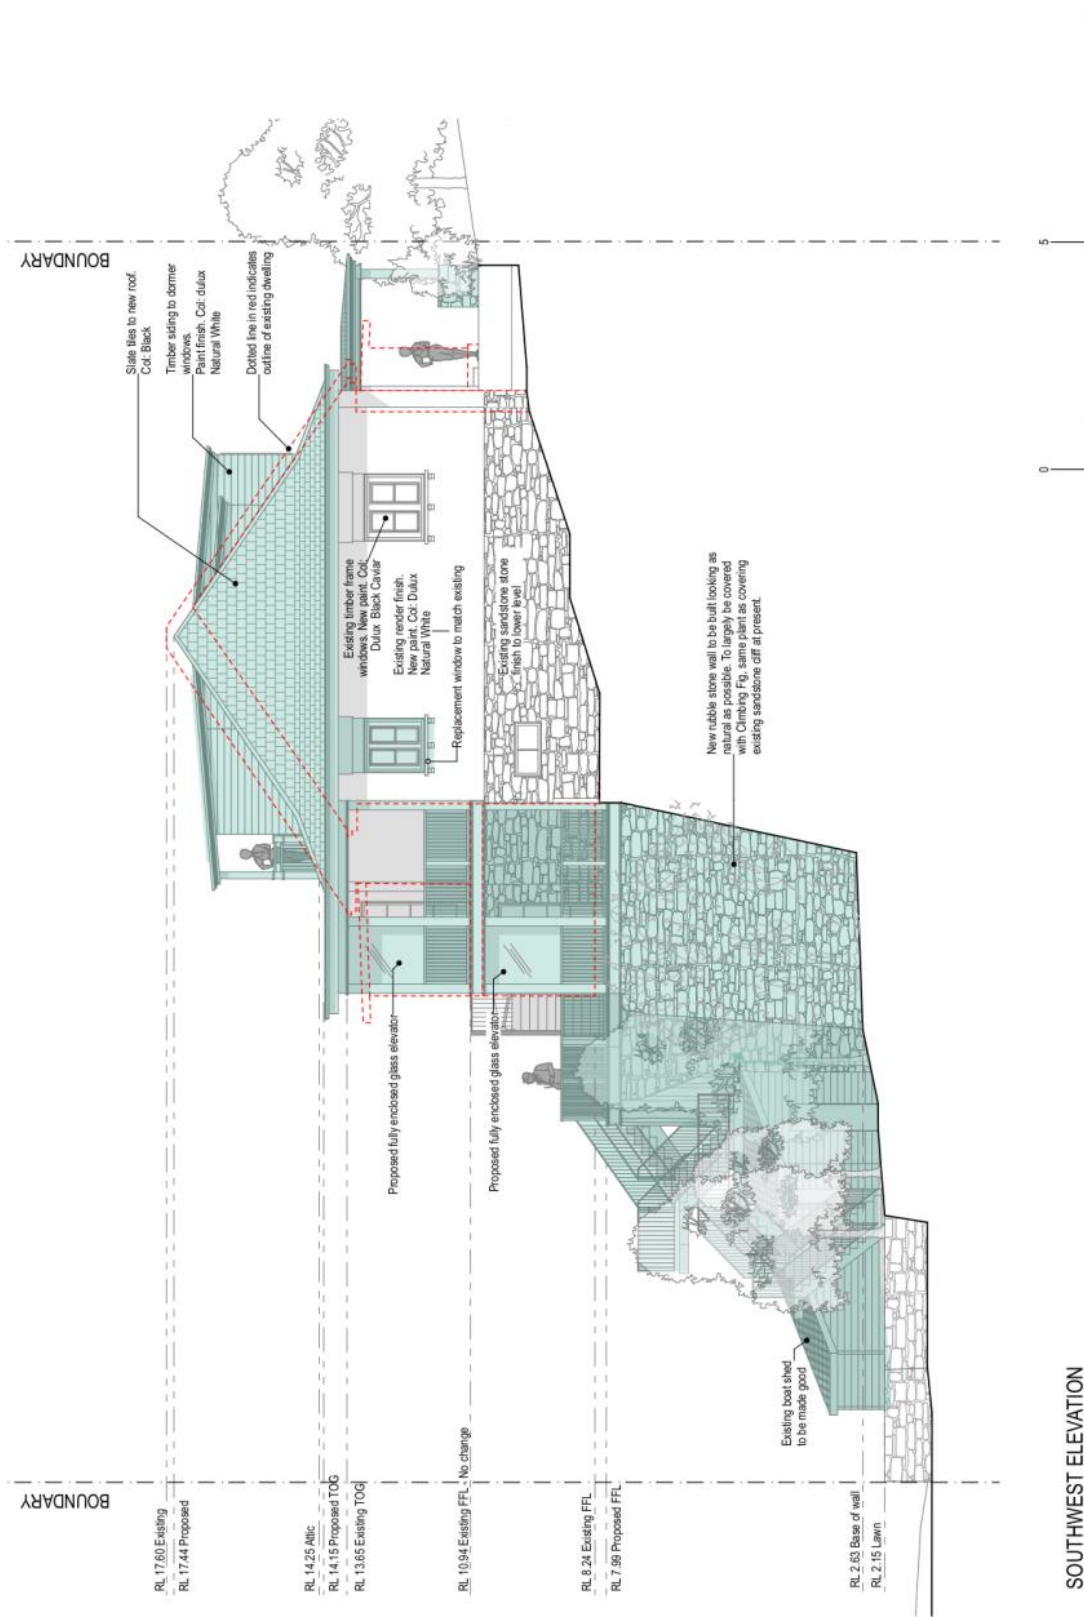 BOUNDARY
BOUNDARY
Slate tiles to new roof.
Col: Black
Timber siding to dormer
windows.
Paint finish. Col: dulux
Natural White
Dotted line in red indicates
outline of existing dwelling
Existing timber frame
windows. New paint. Col:
Dulux Black Caviar
Existing render finish.
New paint. Col: Dulux
Natural White
Replacement window to match existing
Existing sandstone stone
finish to lower level
Proposed fully enclosed glass elevator
Proposed fully enclosed glass elevator
New rubble stone wall to be built looking as
natural as possible. To largely be covered
with Climbing Fig, same plant as covering
existing sandstone cliff at present.
Existing boat shed
to be made good
RL 17.60 Existing
RL 17.44 Proposed
RL 14.25 Attic
RL 14.15 Proposed TOG
RL 13.65 Existing TOG
RL 10.94 Existing FFL - No change
RL 8.24 Existing FFL
RL 7.99 Proposed FFL
RL 2.63 Base of wall
RL 2.15 Lawn
SOUTHWEST ELEVATION
0
5